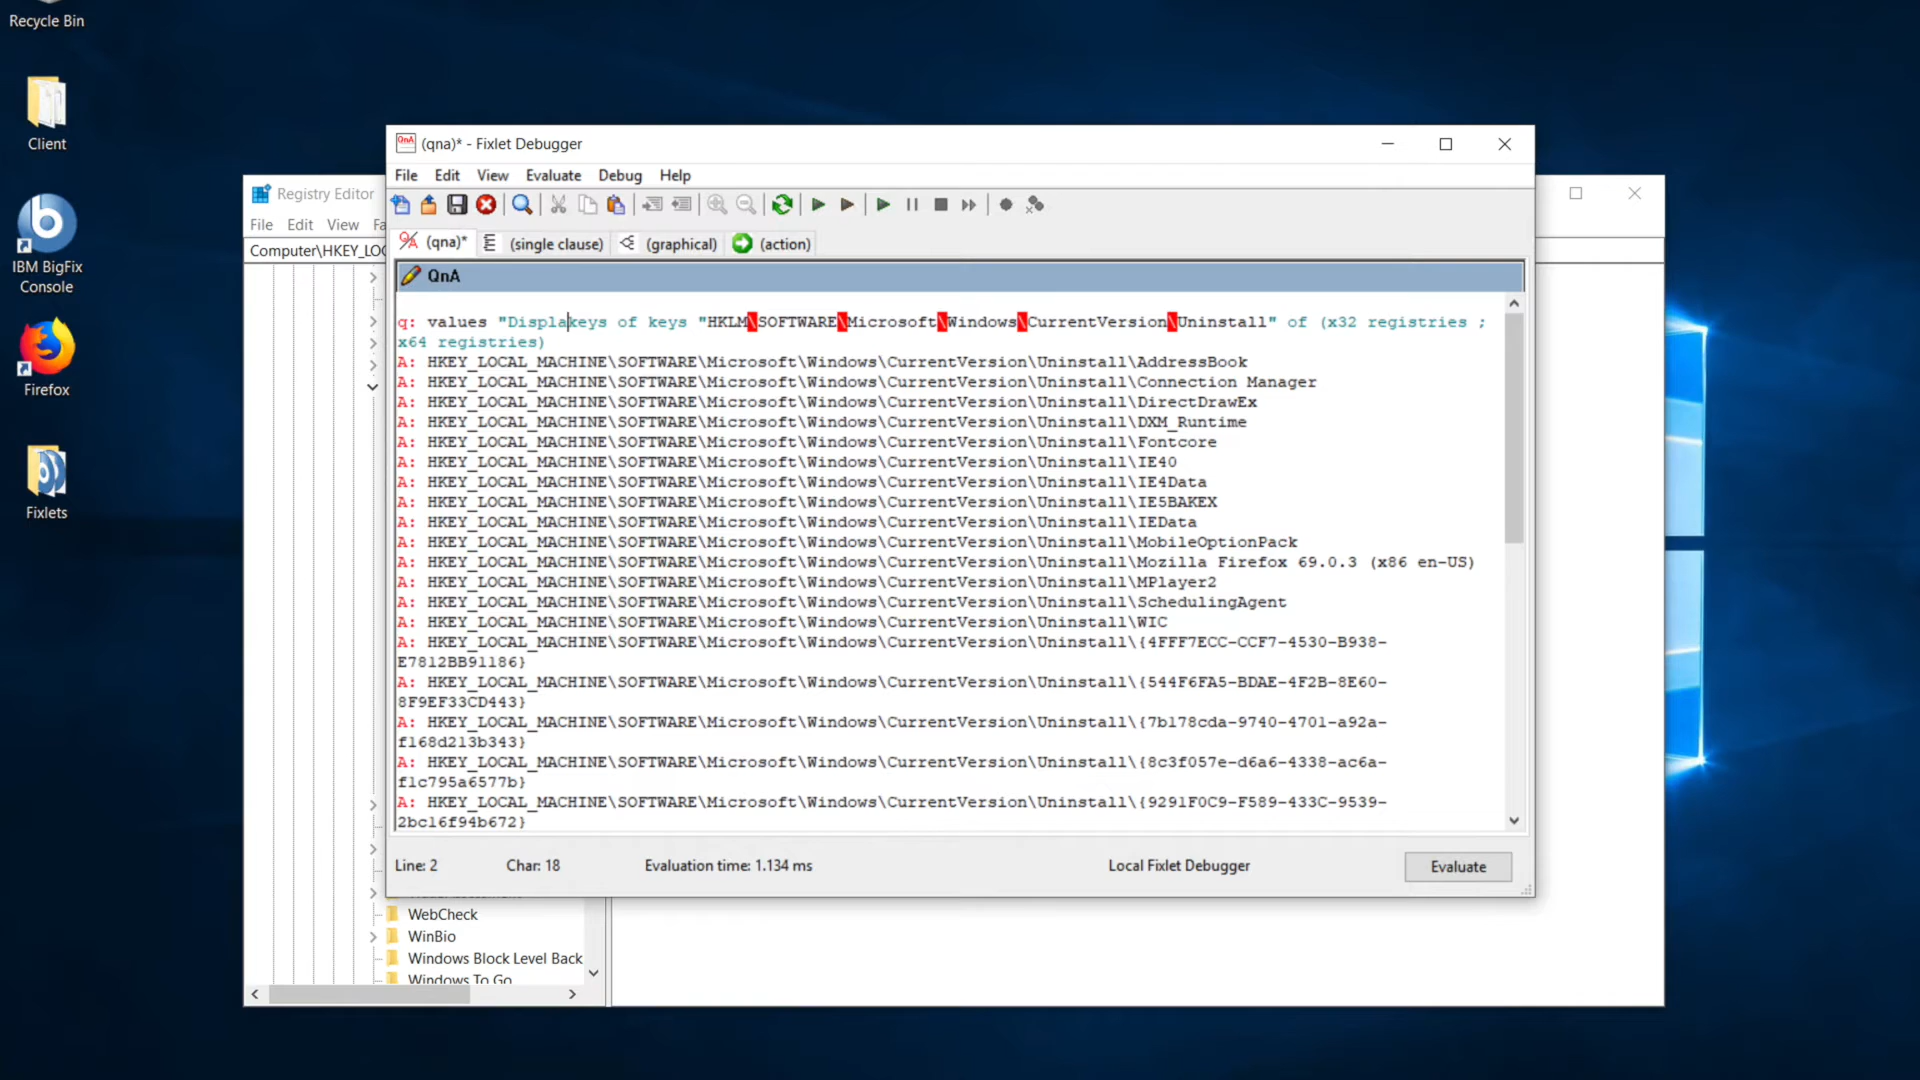 Recycle Bin
Client
IBM BigFix
Console
Firefox
Fixlets
Registry Editor
File Edit View
Computer\HKEY_LOC
QnA (qna)* - Fixlet Debugger
File Edit View Evaluate Debug Help
(qna)* (single clause) (graphical) (action)
QnA
q: values "Displakeys of keys "HKLM\SOFTWARE\Microsoft\Windows\CurrentVersion\Uninstall" of (x32 registries ;
x64 registries)
A: HKEY_LOCAL_MACHINE\SOFTWARE\Microsoft\Windows\CurrentVersion\Uninstall\AddressBook
A: HKEY_LOCAL_MACHINE\SOFTWARE\Microsoft\Windows\CurrentVersion\Uninstall\Connection Manager
A: HKEY_LOCAL_MACHINE\SOFTWARE\Microsoft\Windows\CurrentVersion\Uninstall\DirectDrawEx
A: HKEY_LOCAL_MACHINE\SOFTWARE\Microsoft\Windows\CurrentVersion\Uninstall\DXM_Runtime
A: HKEY_LOCAL_MACHINE\SOFTWARE\Microsoft\Windows\CurrentVersion\Uninstall\Fontcore
A: HKEY_LOCAL_MACHINE\SOFTWARE\Microsoft\Windows\CurrentVersion\Uninstall\IE40
A: HKEY_LOCAL_MACHINE\SOFTWARE\Microsoft\Windows\CurrentVersion\Uninstall\IE4Data
A: HKEY_LOCAL_MACHINE\SOFTWARE\Microsoft\Windows\CurrentVersion\Uninstall\IE5BAKEX
A: HKEY_LOCAL_MACHINE\SOFTWARE\Microsoft\Windows\CurrentVersion\Uninstall\IEData
A: HKEY_LOCAL_MACHINE\SOFTWARE\Microsoft\Windows\CurrentVersion\Uninstall\MobileOptionPack
A: HKEY_LOCAL_MACHINE\SOFTWARE\Microsoft\Windows\CurrentVersion\Uninstall\Mozilla Firefox 69.0.3 (x86 en-US)
A: HKEY_LOCAL_MACHINE\SOFTWARE\Microsoft\Windows\CurrentVersion\Uninstall\MPlayer2
A: HKEY_LOCAL_MACHINE\SOFTWARE\Microsoft\Windows\CurrentVersion\Uninstall\SchedulingAgent
A: HKEY_LOCAL_MACHINE\SOFTWARE\Microsoft\Windows\CurrentVersion\Uninstall\WIC
A: HKEY_LOCAL_MACHINE\SOFTWARE\Microsoft\Windows\CurrentVersion\Uninstall\{4FFF7ECC-CCF7-4530-B938-
E7812BB91186}
A: HKEY_LOCAL_MACHINE\SOFTWARE\Microsoft\Windows\CurrentVersion\Uninstall\{544F6FA5-BDAE-4F2B-8E60-
8F9EF33CD443}
A: HKEY_LOCAL_MACHINE\SOFTWARE\Microsoft\Windows\CurrentVersion\Uninstall\{7b178cda-9740-4701-a92a-
f168d213b343}
A: HKEY_LOCAL_MACHINE\SOFTWARE\Microsoft\Windows\CurrentVersion\Uninstall\{8c3f057e-d6a6-4338-ac6a-
f1c795a6577b}
A: HKEY_LOCAL_MACHINE\SOFTWARE\Microsoft\Windows\CurrentVersion\Uninstall\{9291F0C9-F589-433C-9539-
2bc16f94b672}
Line: 2 Char: 18 Evaluation time: 1.134 ms Local Fixlet Debugger Evaluate
WebCheck
WinBio
Windows Block Level Back
Windows To Go